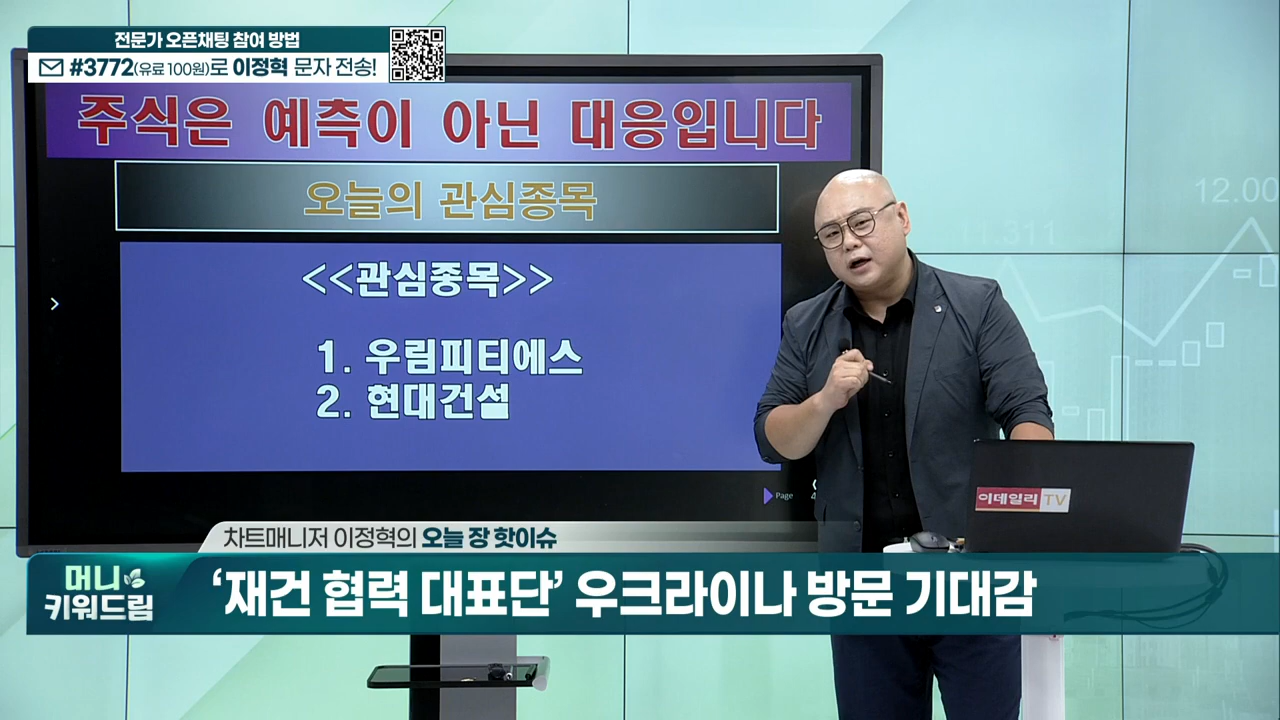 전문가 오픈채팅 참여 방법
#3772(유료 100원)로 이정혁 문자 전송!
주식은 예측이 아닌 대응입니다
오늘의 관심종목
<<관심종목>>
1. 우림피티에스
2. 현대건설
Page
12.00
11,311
이데일리TV
차트매니저 이정혁의 오늘 장 핫이슈
머니
키워드림
‘재건 협력 대표단’ 우크라이나 방문 기대감